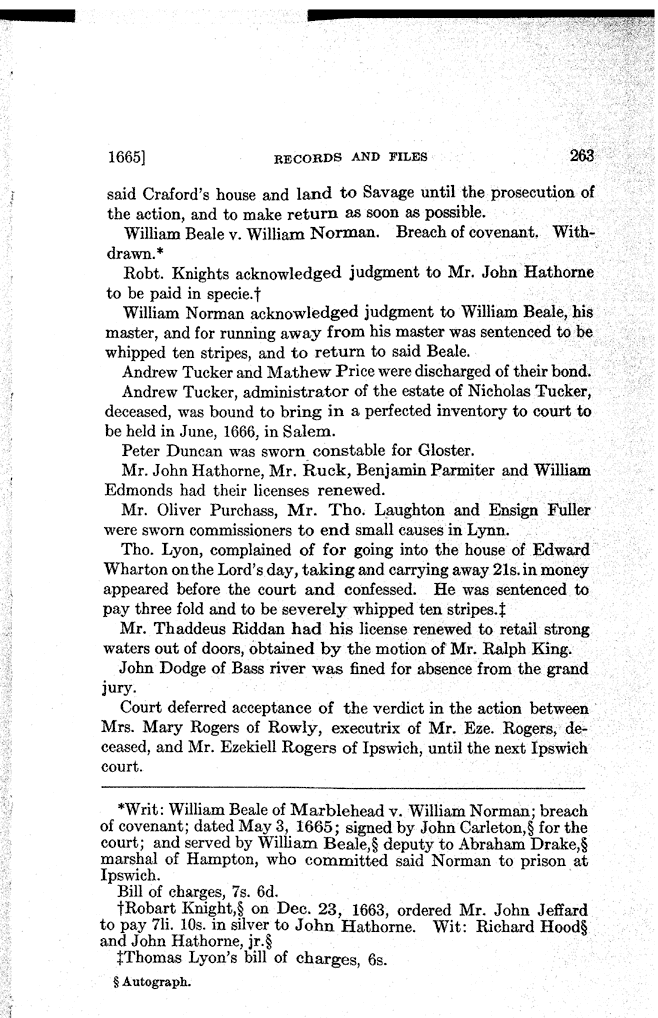 1665] RECORDS AND FILES 263
said Craford's house and land to Savage until the prosecution of
the action, and to make return as soon as possible.
William Beale v. William Norman. Breach of covenant. With-
drawn.*
Robt. Knights acknowledged judgment to Mr. John Hathorne
to be paid in specie.†
William Norman acknowledged judgment to William Beale, his
master, and for running away from his master was sentenced to be
whipped ten stripes, and to return to said Beale.
Andrew Tucker and Mathew Price were discharged of their bond.
Andrew Tucker, administrator of the estate of Nicholas Tucker,
deceased, was bound to bring in a perfected inventory to court to
be held in June, 1666, in Salem.
Peter Duncan was sworn constable for Gloster.
Mr. John Hathorne, Mr. Ruck, Benjamin Parmiter and William
Edmonds had their licenses renewed.
Mr. Oliver Purchass, Mr. Tho. Laughton and Ensign Fuller
were sworn commissioners to end small causes in Lynn.
Tho. Lyon, complained of for going into the house of Edward
Wharton on the Lord's day, taking and carrying away 21s. in money
appeared before the court and confessed. He was sentenced to
pay three fold and to be severely whipped ten stripes.‡
Mr. Thaddeus Riddan had his license renewed to retail strong
waters out of doors, obtained by the motion of Mr. Ralph King.
John Dodge of Bass river was fined for absence from the grand
jury.
Court deferred acceptance of the verdict in the action between
Mrs. Mary Rogers of Rowly, executrix of Mr. Eze. Rogers, de-
ceased, and Mr. Ezekiell Rogers of Ipswich, until the next Ipswich
court.
*Writ: William Beale of Marblehead v. William Norman; breach
of covenant; dated May 3, 1665; signed by John Carleton,§ for the
court; and served by William Beale,§ deputy to Abraham Drake,§
marshal of Hampton, who committed said Norman to prison at
Ipswich.
Bill of charges, 7s. 6d.
†Robart Knight,§ on Dec. 23, 1663, ordered Mr. John Jeffard
to pay 7li. 10s. in silver to John Hathorne. Wit: Richard Hood§
and John Hathorne, jr.§
‡Thomas Lyon's bill of charges, 6s.
§ Autograph.